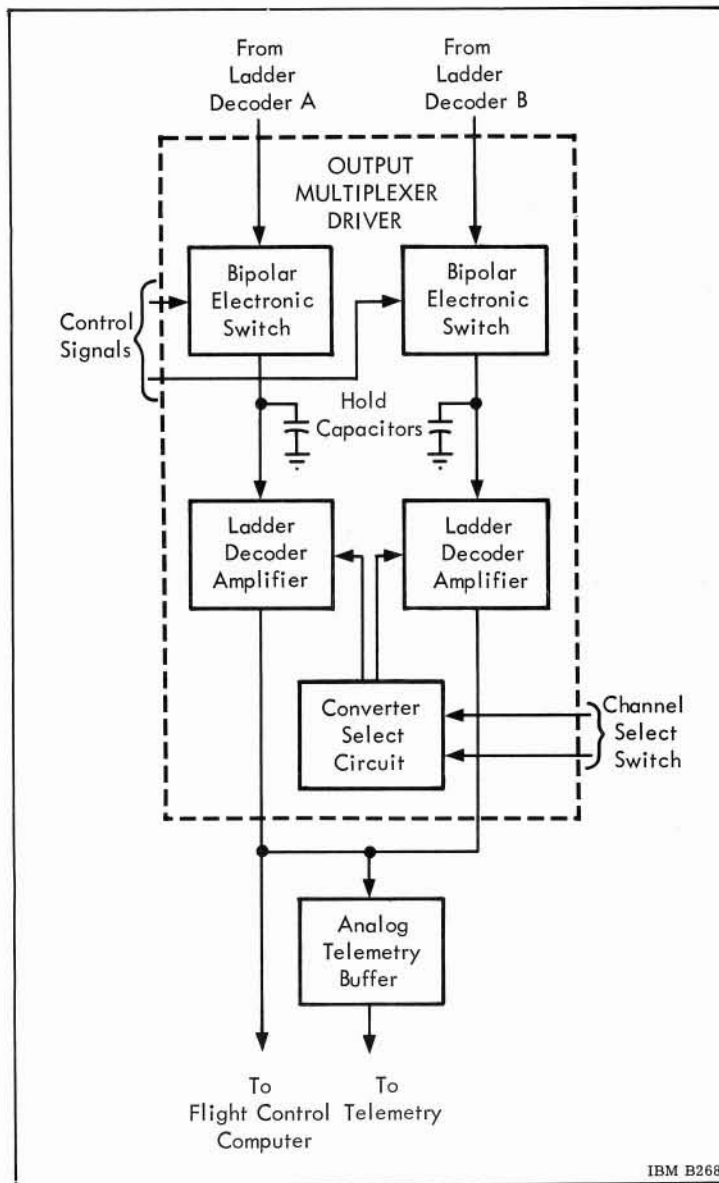 From
Ladder
Decoder A
From
Ladder
Decoder B
OUTPUT
MULTIPLEXER
DRIVER
Bipolar
Electronic
Switch
Bipolar
Electronic
Switch
Control
Signals
Hold
Capacitors
Ladder
Decoder
Amplifier
Ladder
Decoder
Amplifier
Converter
Select
Circuit
Channel
Select
Switch
Analog
Telemetry
Buffer
To
Flight Control
Computer
To
Telemetry
IBM B268